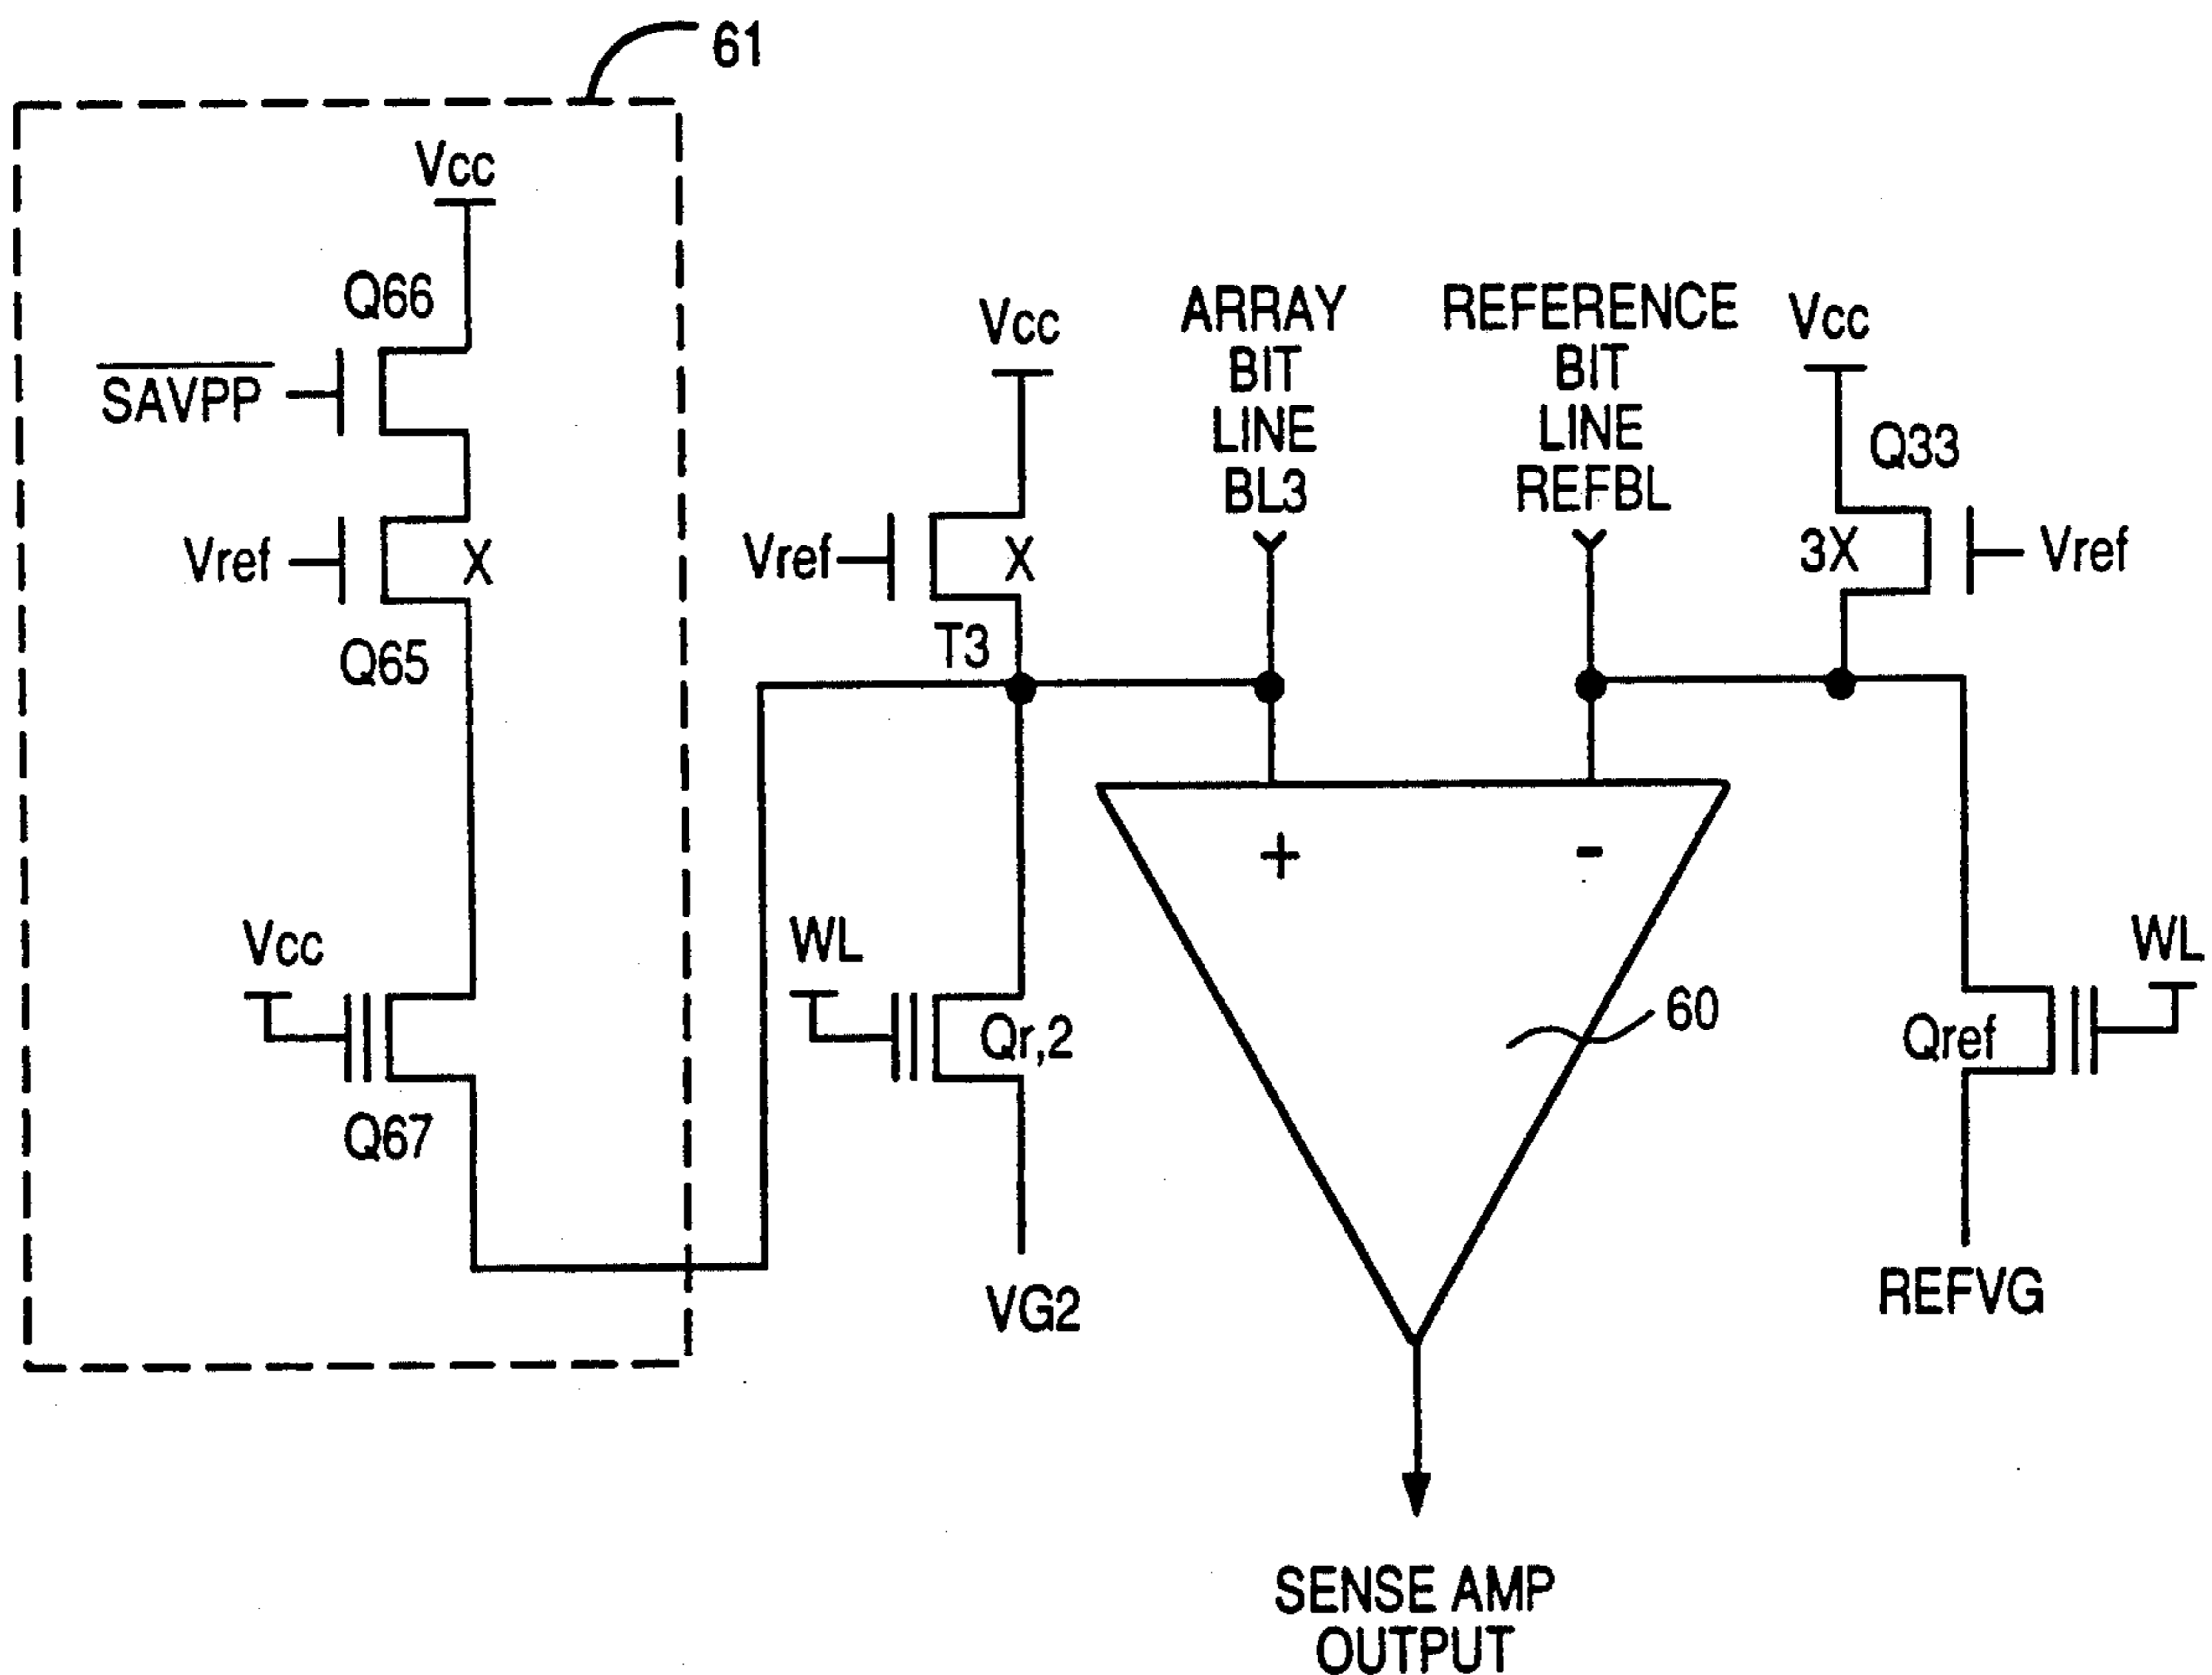 61
Vcc
Q66
SAVPP
Vref
X
Q65
Vcc
Q67
Vcc
Vref
X
T3
WL
Qr,2
VG2
ARRAY
BIT
LINE
BL3
REFERENCE
BIT
LINE
REFBL
Vcc
Q33
3X
Vref
+
-
60
WL
Qref
REFVG
SENSE AMP
OUTPUT